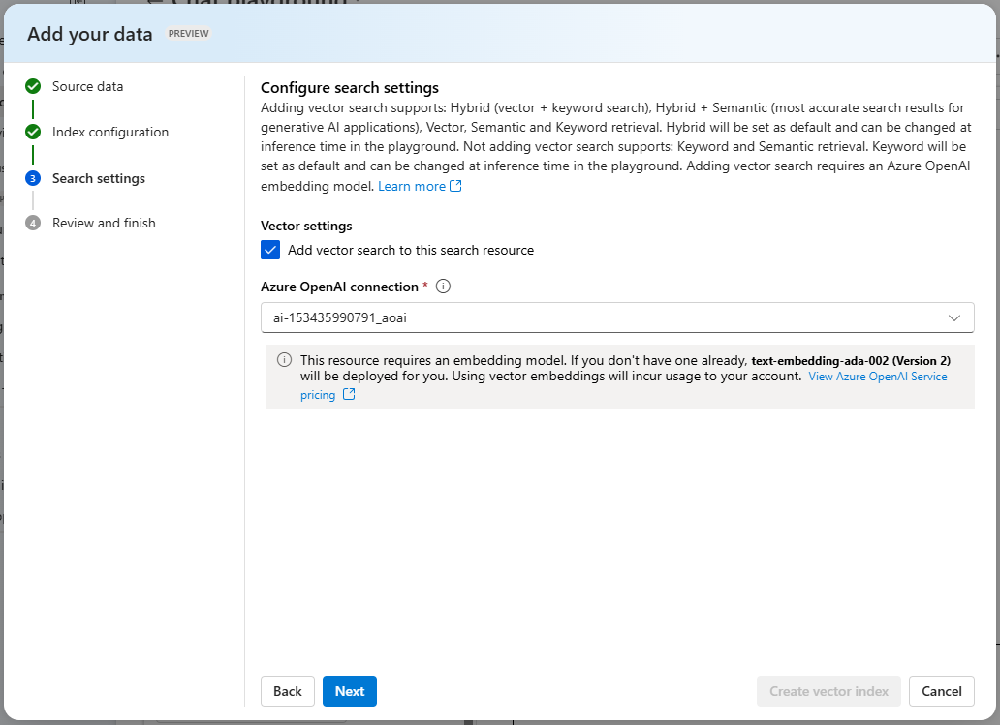 Chat playground
Add your data PREVIEW
Source data
Index configuration
3 Search settings
4 Review and finish
Configure search settings
Adding vector search supports: Hybrid (vector + keyword search), Hybrid + Semantic (most accurate search results for
generative AI applications), Vector, Semantic and Keyword retrieval. Hybrid will be set as default and can be changed at
inference time in the playground. Not adding vector search supports: Keyword and Semantic retrieval. Keyword will be
set as default and can be changed at inference time in the playground. Adding vector search requires an Azure OpenAI
embedding model. Learn more
Vector settings
Add vector search to this search resource
Azure OpenAI connection *
ai-153435990791_aoai
This resource requires an embedding model. If you don't have one already, text-embedding-ada-002 (Version 2)
will be deployed for you. Using vector embeddings will incur usage to your account. View Azure OpenAI Service
pricing
Back Next Create vector index Cancel